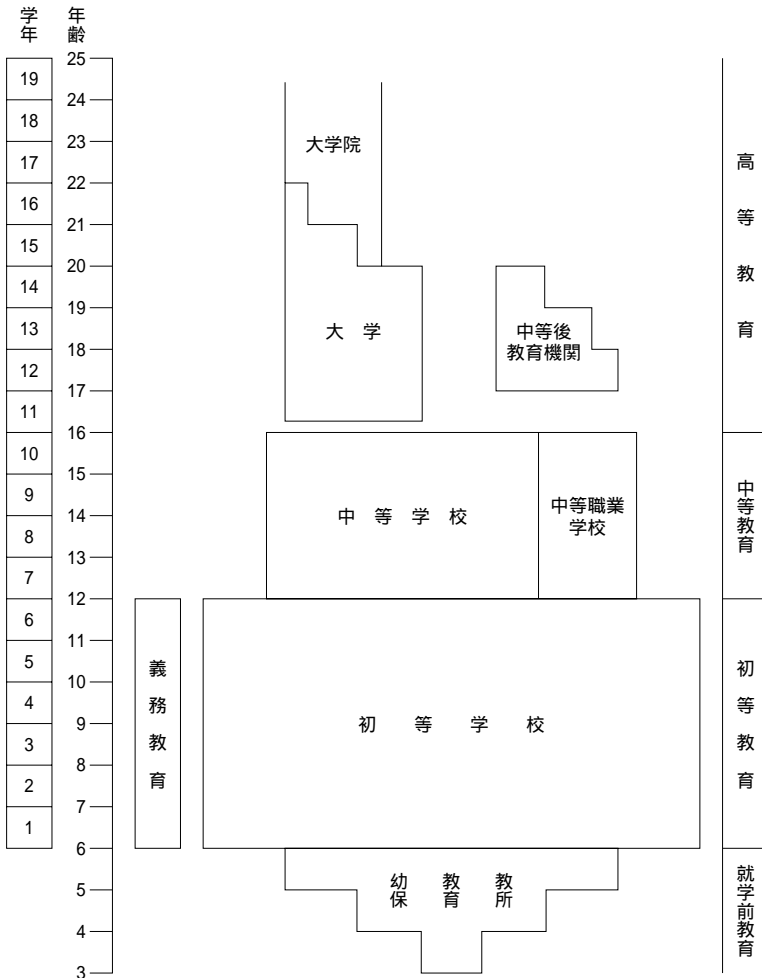 学年
年齢
25
19
24
18
23
17
22
16
21
15
20
14
19
13
18
12
17
11
16
10
15
9
14
8
13
7
12
6
11
5
10
4
9
3
8
2
7
1
6
5
4
3
大学院
大学
中等後
教育機関
中等学校
中等職業
学校
義務教育
初等学校
幼教教
保育所
高等教育
中等教育
初等教育
就学前教育